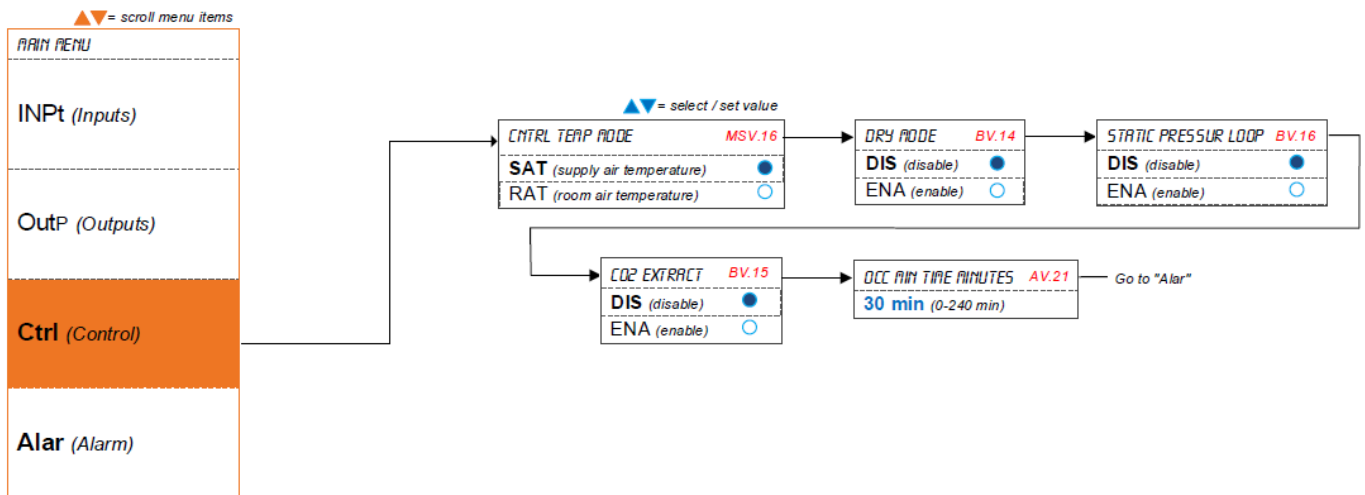 ▲▼= scroll menu items
MAIN MENU
INPt (Inputs)
OutP (Outputs)
Ctrl (Control)
Alar (Alarm)
▲▼= select / set value
CNTRL TEMP MODE MSV.16
SAT (supply air temperature)
RAT (room air temperature)
DRY MODE BV.14
DIS (disable)
ENA (enable)
STATIC PRESSUR LOOP BV.16
DIS (disable)
ENA (enable)
CO2 EXTRACT BV.15
DIS (disable)
ENA (enable)
OCC MIN TIME MINUTES AV.21
30 min (0-240 min)
Go to "Alar"